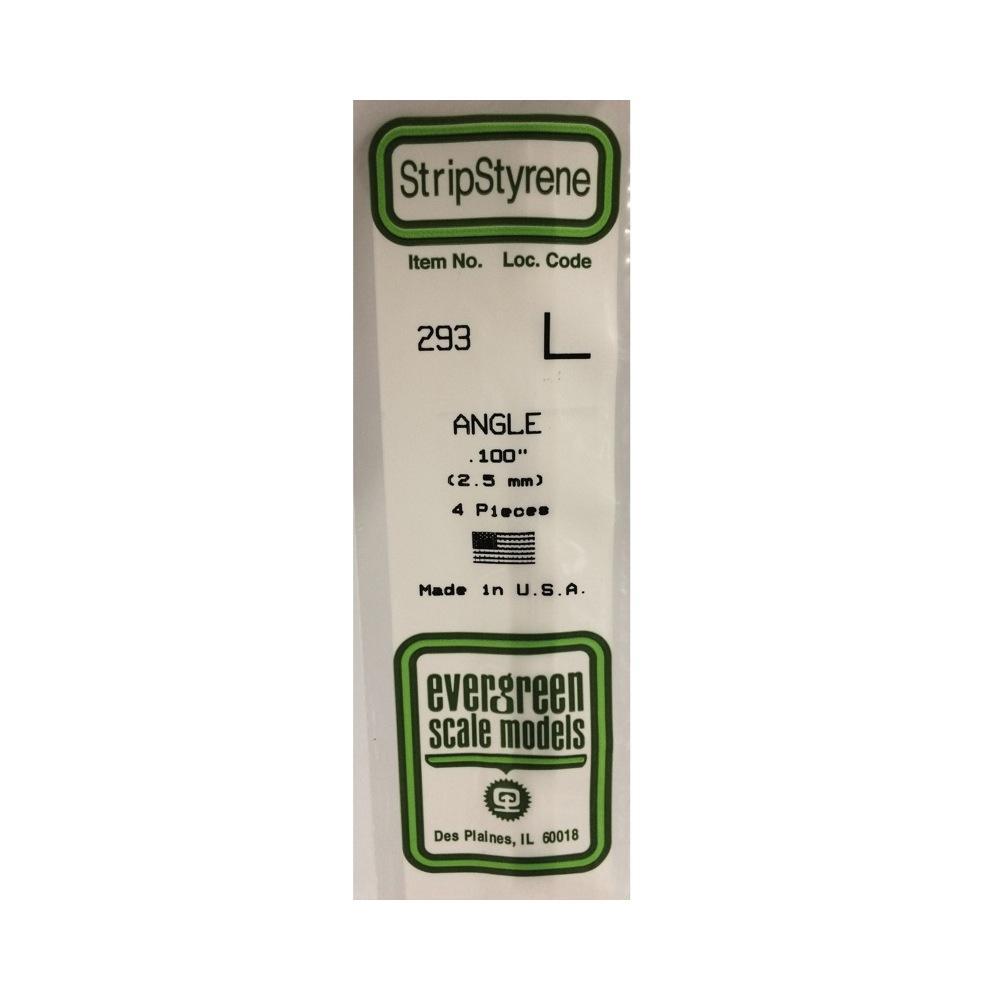 StripStyrene
Item No. Loc. Code
293 L
ANGLE
.100"
(2.5 mm)
4 Pieces
Made in U.S.A.
evergreen
scale models
Des Plaines, IL 60018